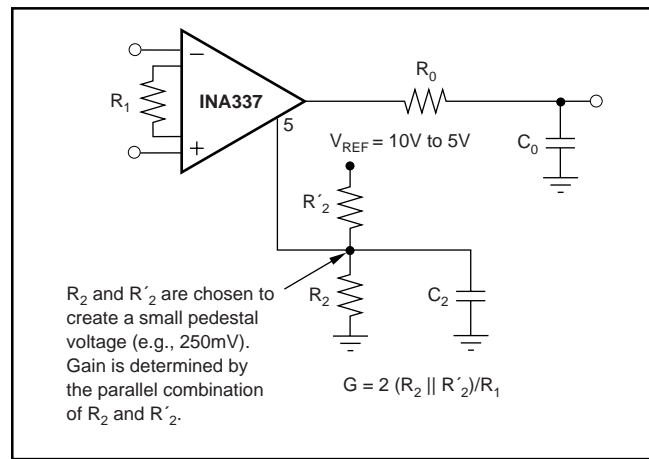 −
R1
+
INA337
5
R0
VREF = 10V to 5V
C0
R´2
R2
C2
R2 and R´2 are chosen to
create a small pedestal
voltage (e.g., 250mV).
Gain is determined by
the parallel combination
of R2 and R´2.
G = 2 (R2 || R´2)/R1